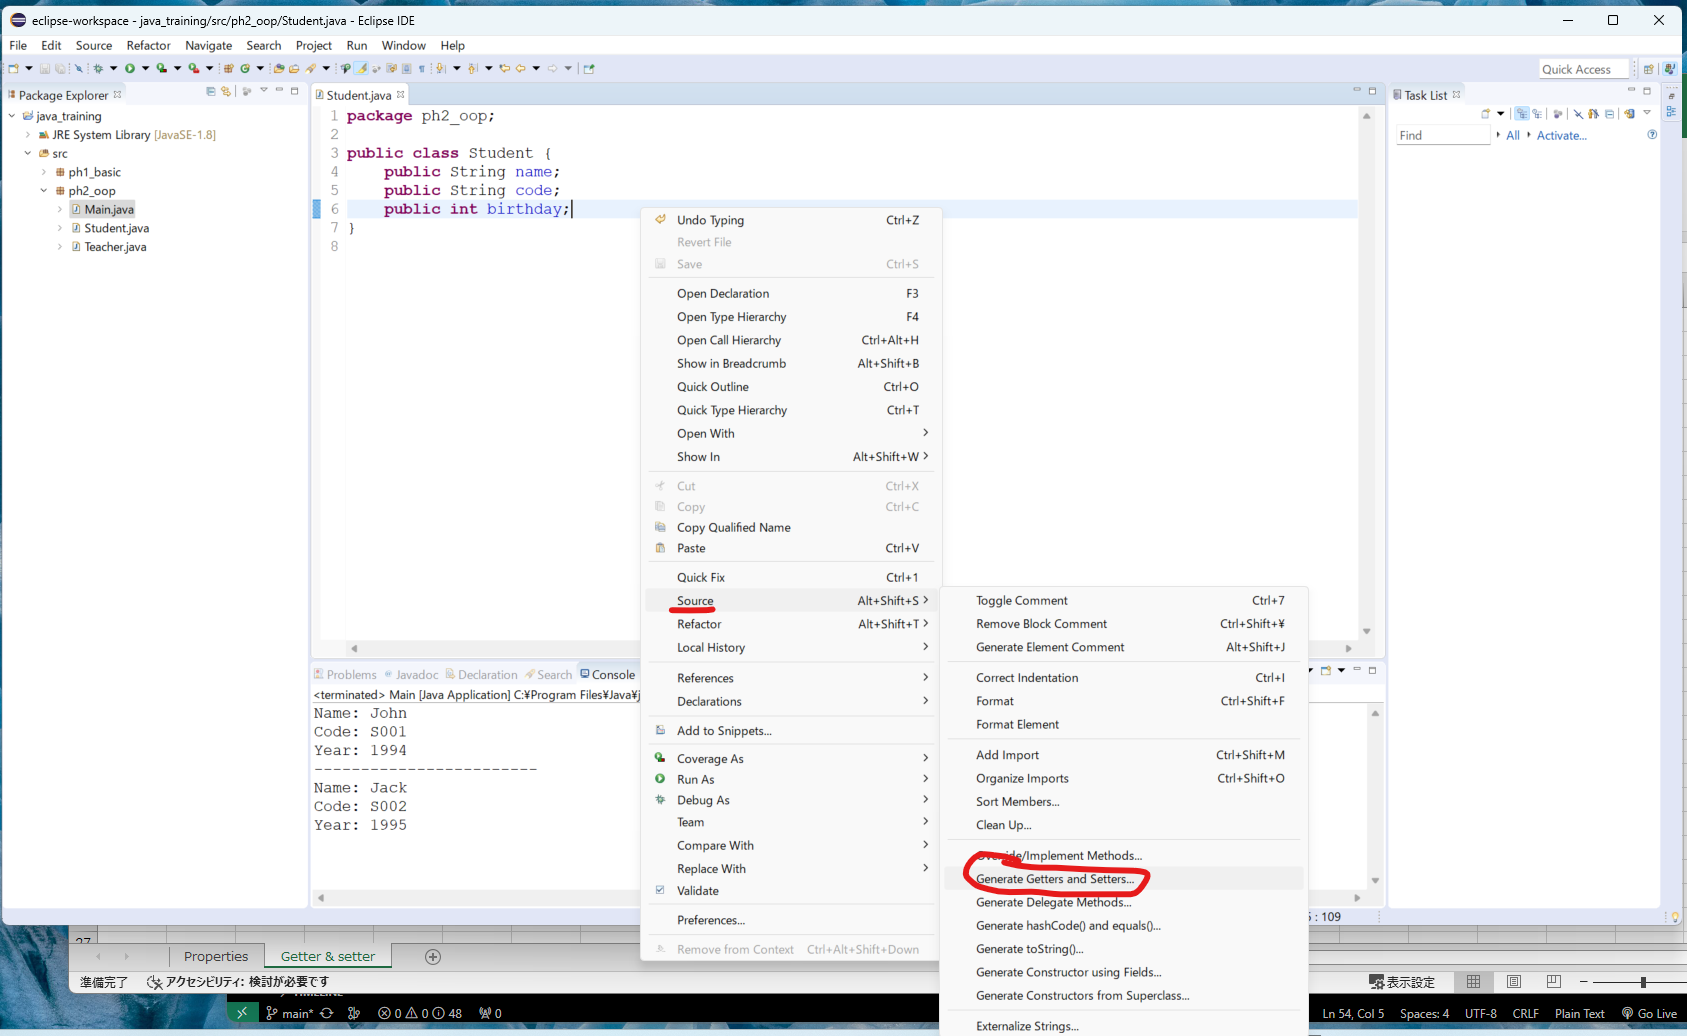 eclipse-workspace - java_training/src/ph2_oop/Student.java - Eclipse IDE
File Edit Source Refactor Navigate Search Project Run Window Help
Quick Access
Package Explorer
java_training
JRE System Library [JavaSE-1.8]
src
ph1_basic
ph2_oop
Main.java
Student.java
Teacher.java
Student.java
1 package ph2_oop;
2
3 public class Student {
4 public String name;
5 public String code;
6 public int birthday;
7 }
8
Undo Typing Ctrl+Z
Revert File
Save Ctrl+S
Open Declaration F3
Open Type Hierarchy F4
Open Call Hierarchy Ctrl+Alt+H
Show in Breadcrumb Alt+Shift+B
Quick Outline Ctrl+O
Quick Type Hierarchy Ctrl+T
Open With
Show In Alt+Shift+W
Cut Ctrl+X
Copy Ctrl+C
Copy Qualified Name
Paste Ctrl+V
Quick Fix Ctrl+1
Source Alt+Shift+S
Refactor Alt+Shift+T
Local History
References
Declarations
Add to Snippets...
Coverage As
Run As
Debug As
Team
Compare With
Replace With
Validate
Preferences...
Remove from Context Ctrl+Alt+Shift+Down
Toggle Comment Ctrl+7
Remove Block Comment Ctrl+Shift+¥
Generate Element Comment Alt+Shift+J
Correct Indentation Ctrl+I
Format Ctrl+Shift+F
Format Element
Add Import Ctrl+Shift+M
Organize Imports Ctrl+Shift+O
Sort Members...
Clean Up...
Override/Implement Methods...
Generate Getters and Setters...
Generate Delegate Methods...
Generate hashCode() and equals()...
Generate toString()...
Generate Constructor using Fields...
Generate Constructors from Superclass...
Externalize Strings...
Task List
Find All Activate...
Problems Javadoc Declaration Search Console
<terminated> Main [Java Application] C:¥Program Files¥Java¥j
Name: John
Code: S001
Year: 1994
------------------------
Name: Jack
Code: S002
Year: 1995
: 109
27
Properties Getter & setter
準備完了 アクセシビリティ: 検討が必要です 表示設定
main* 0 0 48 0 Ln 54, Col 5 Spaces: 4 UTF-8 CRLF Plain Text Go Live